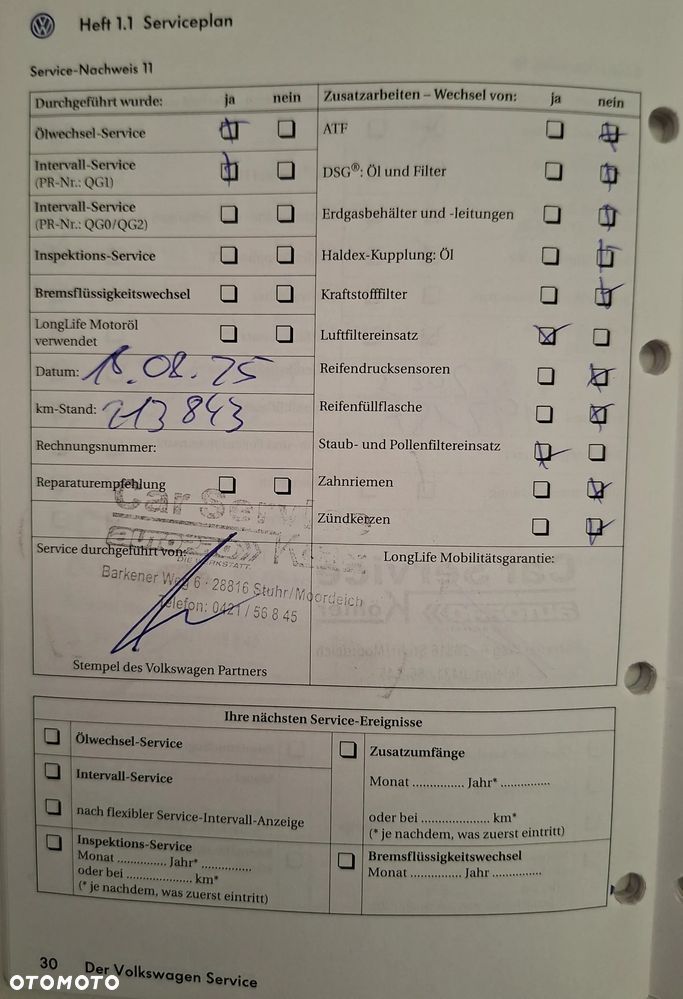 Heft 1.1 Serviceplan
Service-Nachweis 11
Durchgeführt wurde: ja nein
Ölwechsel-Service
Intervall-Service
(PR-Nr.: QG1)
Intervall-Service
(PR-Nr.: QG0/QG2)
Inspektions-Service
Bremsflüssigkeitswechsel
LongLife Motoröl
verwendet
Datum: 15.08.25
km-Stand: 213843
Rechnungsnummer:
Reparaturempfehlung
Service durchgeführt von:
Car Servi
DIE WERKSTATT.
Barkener Weg 6 · 28816 Stuhr/Moordeich
Telefon: 0421 / 56 8 45
Stempel des Volkswagen Partners
Zusatzarbeiten – Wechsel von: ja nein
ATF
DSG®: Öl und Filter
Erdgasbehälter und -leitungen
Haldex-Kupplung: Öl
Kraftstofffilter
Luftfiltereinsatz
Reifendrucksensoren
Reifenfüllflasche
Staub- und Pollenfiltereinsatz
Zahnriemen
Zündkerzen
LongLife Mobilitätsgarantie:
Ihre nächsten Service-Ereignisse
Ölwechsel-Service
Intervall-Service
nach flexibler Service-Intervall-Anzeige
Inspektions-Service
Monat ............... Jahr* ...............
oder bei .................... km*
(* je nachdem, was zuerst eintritt)
Zusatzumfänge
Monat ............... Jahr* ...............
oder bei .................... km*
(* je nachdem, was zuerst eintritt)
Bremsflüssigkeitswechsel
Monat ............... Jahr ...............
30 Der Volkswagen Service
OTOMOTO